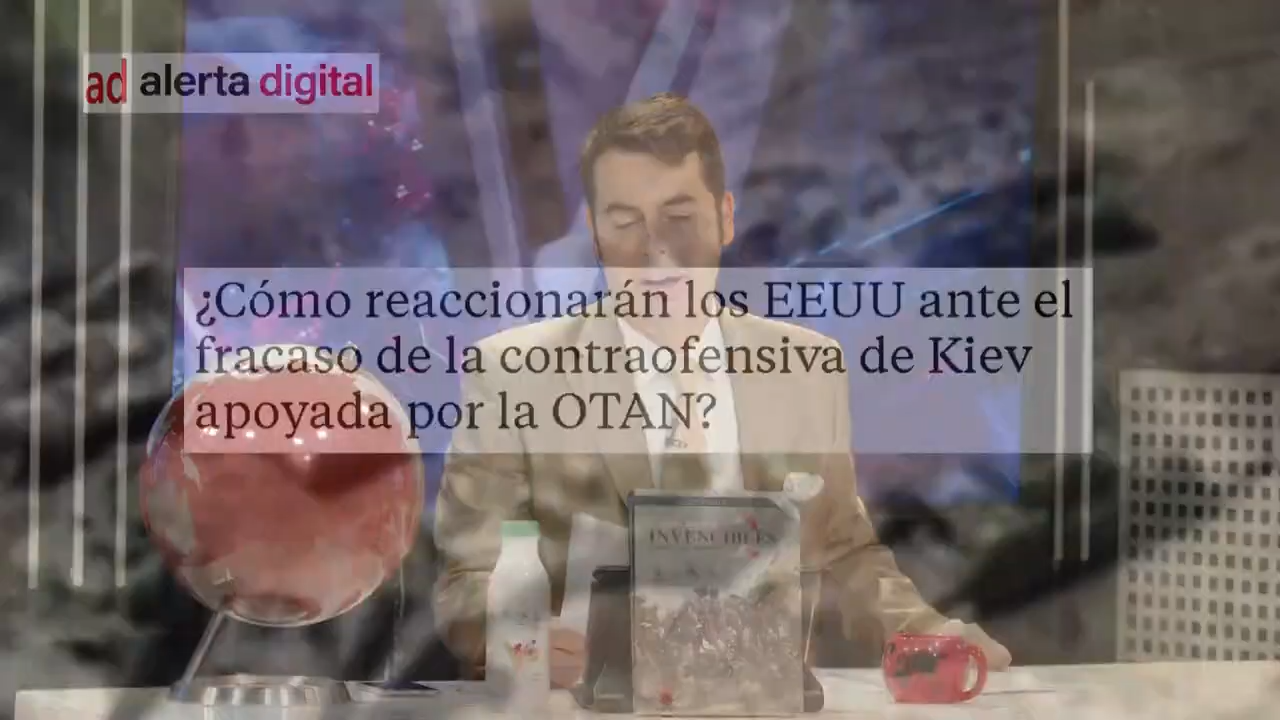 ad alerta digital
¿Cómo reaccionarán los EEUU ante el
fracaso de la contraofensiva de Kiev
apoyada por la OTAN?
INVENCIBLES